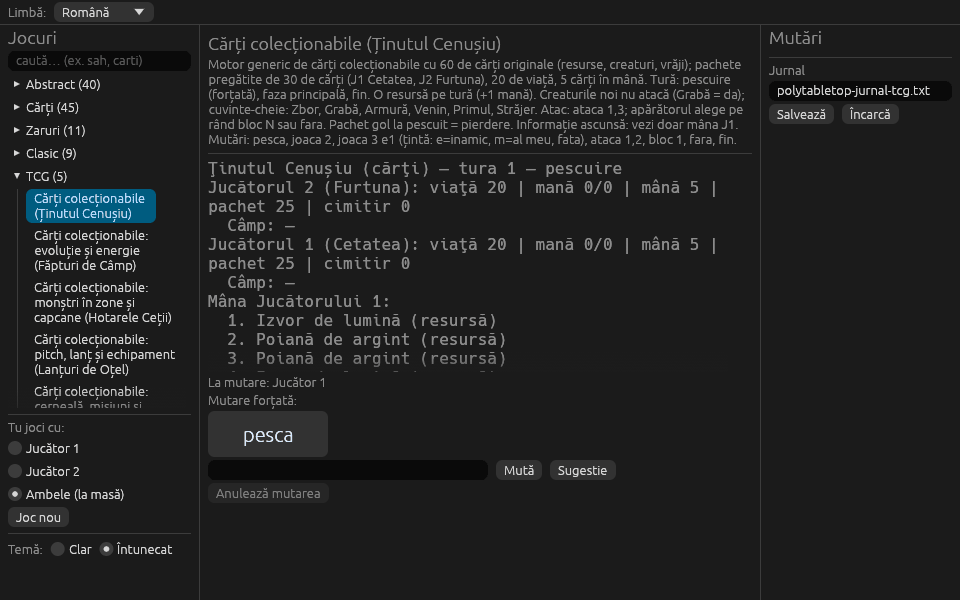 Limbă: Română
Jocuri
caută... (ex. sah, carti)
Abstract (40)
Cărți (45)
Zaruri (11)
Clasic (9)
TCG (5)
Cărți colecționabile
(Ținutul Cenușiu)
Cărți colecționabile:
evoluție și energie
(Făpturi de Câmp)
Cărți colecționabile:
monștri în zone și
capcane (Hotarele Ceții)
Cărți colecționabile:
pitch, lanț și echipament
(Lanțuri de Oțel)
Cărți colecționabile:
cerneală, misiuni și
Tu joci cu:
Jucător 1
Jucător 2
Ambele (la masă)
Joc nou
Temă: Clar Întunecat
Cărți colecționabile (Ținutul Cenușiu)
Motor generic de cărți colecționabile cu 60 de cărți originale (resurse, creaturi, vrăji); pachete
pregătite de 30 de cărți (J1 Cetatea, J2 Furtuna), 20 de viață, 5 cărți în mână. Tură: pescuire
(forțată), faza principală, fin. O resursă pe tură (+1 mană). Creaturile noi nu atacă (Grabă = da);
cuvinte-cheie: Zbor, Grabă, Armură, Venin, Primul, Străjer. Atac: ataca 1,3; apărătorul alege pe
rând bloc N sau fara. Pachet gol la pescuit = pierdere. Informație ascunsă: vezi doar mâna J1.
Mutări: pesca, joaca 2, joaca 3 e1 (țintă: e=inamic, m=al meu, fata), ataca 1,2, bloc 1, fara, fin.
Ţinutul Cenușiu (cărţi) — tura 1 — pescuire
Jucătorul 2 (Furtuna): viaţă 20 | mană 0/0 | mână 5 |
pachet 25 | cimitir 0
Câmp: —
Jucătorul 1 (Cetatea): viaţă 20 | mană 0/0 | mână 5 |
pachet 25 | cimitir 0
Câmp: —
Mâna Jucătorului 1:
1. Izvor de lumină (resursă)
2. Poiană de argint (resursă)
3. Poiană de argint (resursă)
La mutare: Jucător 1
Mutare forțată:
pesca
Mută Sugestie
Anulează mutarea
Mutări
Jurnal
polytabletop-jurnal-tcg.txt
Salvează Încarcă